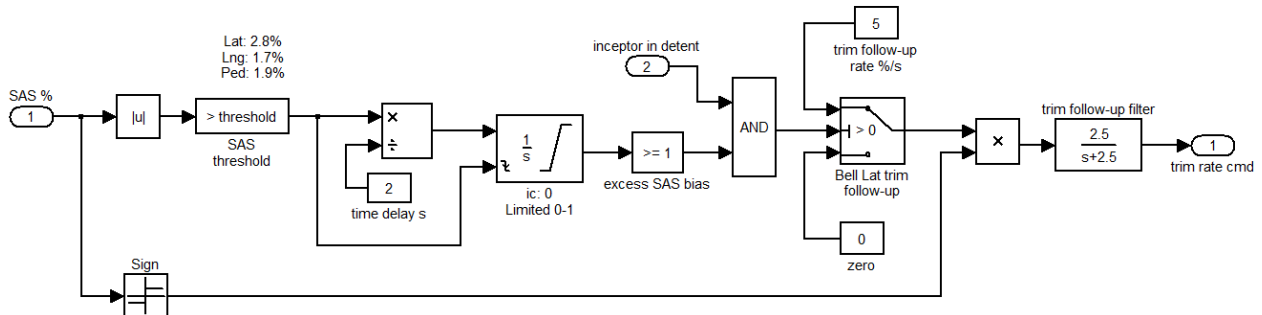 Lat: 2.8%
Lng: 1.7%
Ped: 1.9%
SAS %
1
|u|
> threshold
SAS
threshold
×
÷
2
time delay s
1
s
ic: 0
Limited 0-1
>= 1
excess SAS bias
inceptor in detent
2
AND
5
trim follow-up
rate %/s
> 0
Bell Lat trim
follow-up
0
zero
×
trim follow-up filter
2.5
s+2.5
1
trim rate cmd
Sign